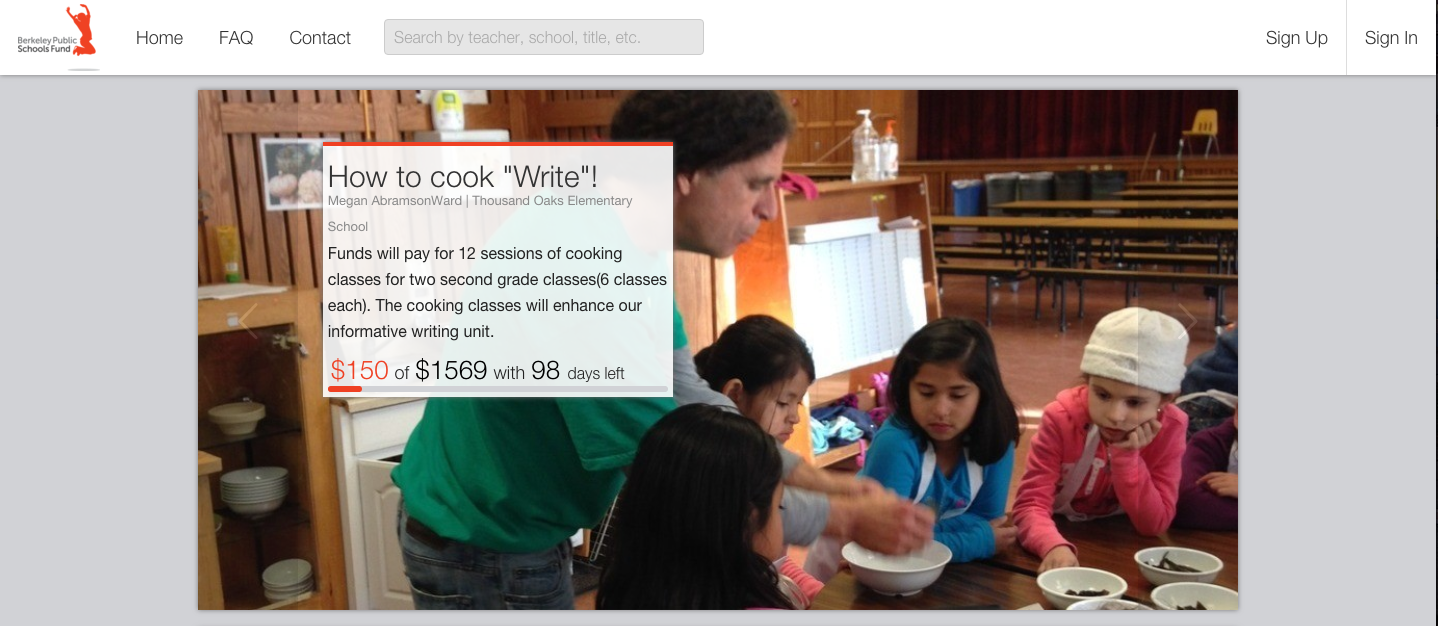 Berkeley Public
Schools Fund
Home
FAQ
Contact
Search by teacher, school, title, etc.
Sign Up
Sign In
How to cook "Write"!
Megan AbramsonWard | Thousand Oaks Elementary
School
Funds will pay for 12 sessions of cooking
classes for two second grade classes(6 classes
each). The cooking classes will enhance our
informative writing unit.
$150 of $1569 with 98 days left